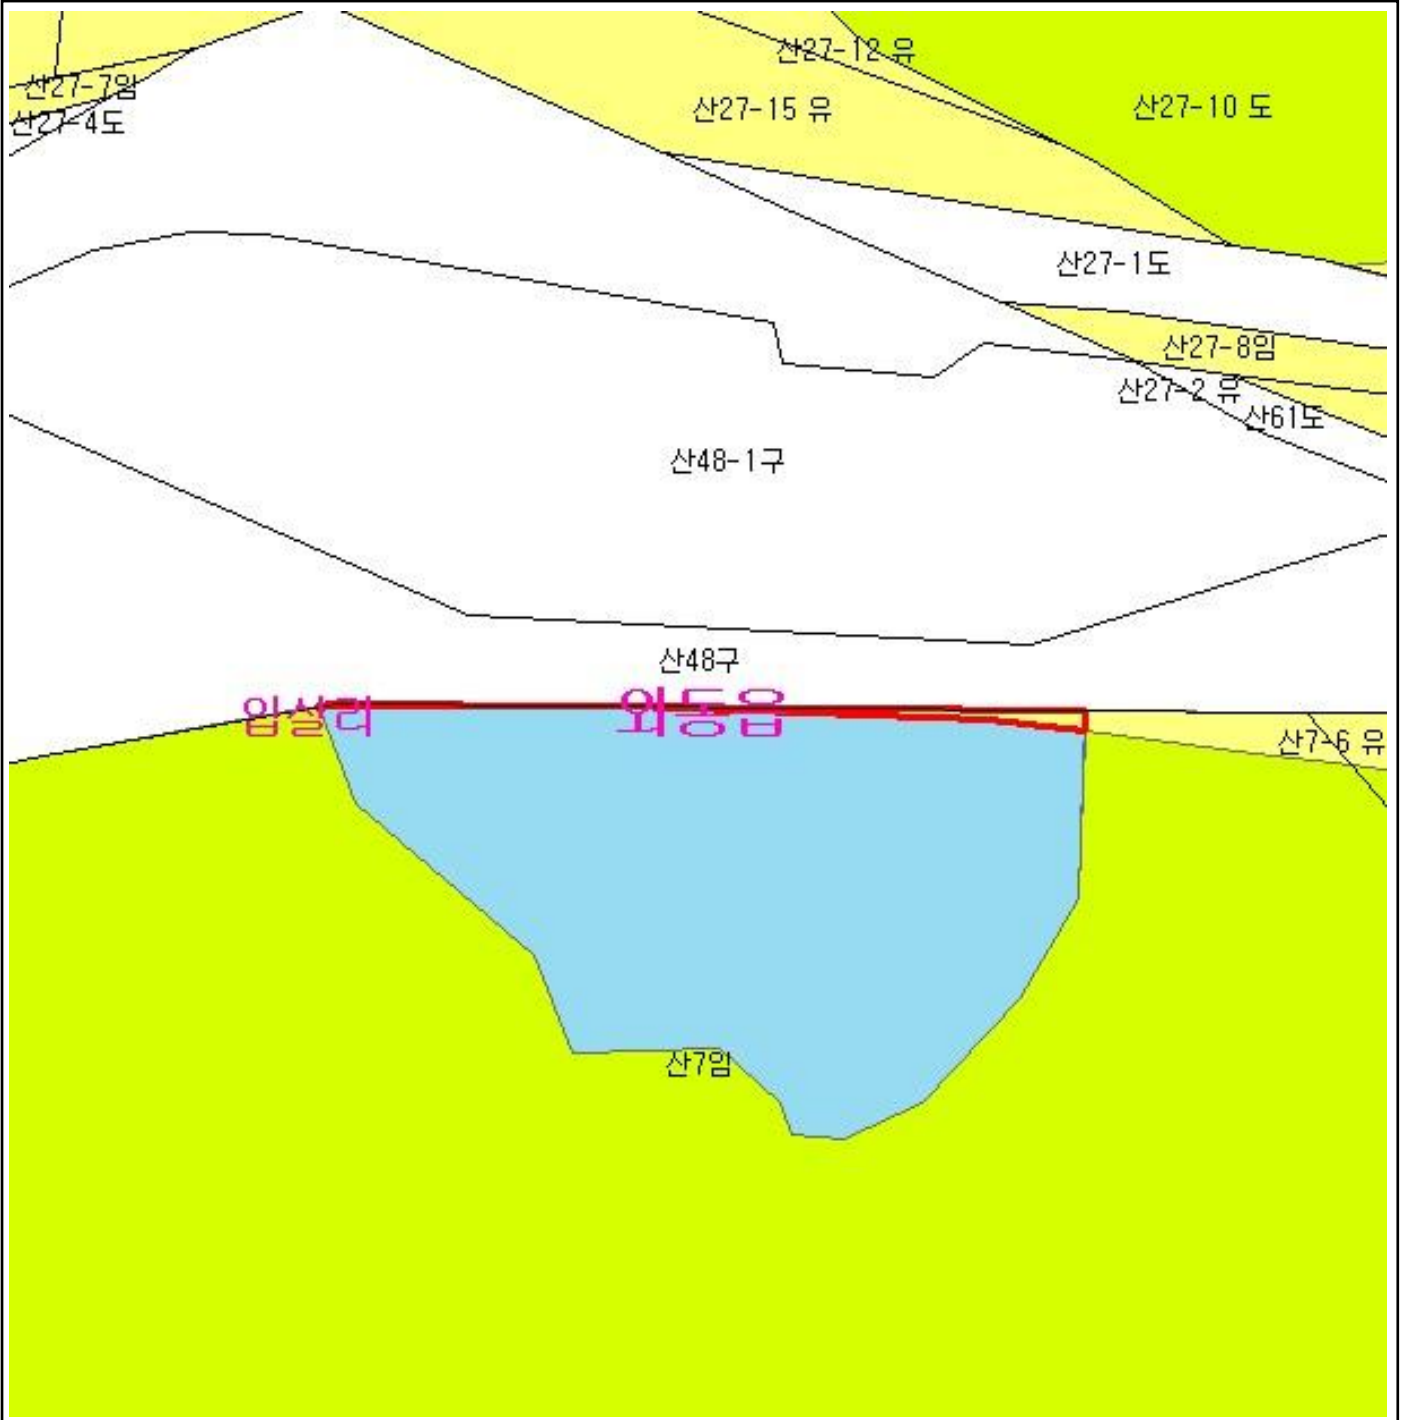 산27-12 유
산27-7임
산27-15 유
산27-10 도
산27-4도
산27-1도
산27-8임
산27-2 유
산61도
산48-1구
산48구
입실리
외동읍
산7-6 유
산7임